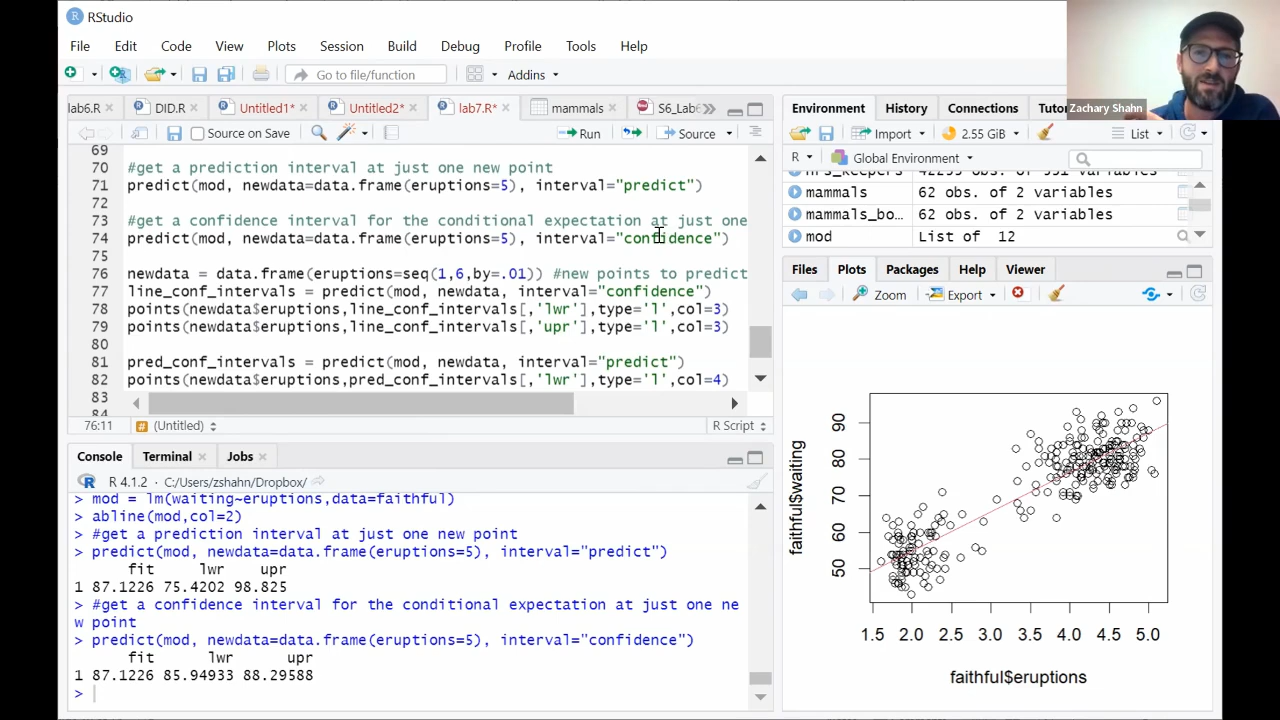 RStudio
File Edit Code View Plots Session Build Debug Profile Tools Help
Go to file/function Addins
Zachary Shahn
lab6.R DID.R Untitled1* Untitled2* lab7.R* mammals S6_Lab
Source on Save Run Source
69
70 #get a prediction interval at just one new point
71 predict(mod, newdata=data.frame(eruptions=5), interval="predict")
72
73 #get a confidence interval for the conditional expectation at just one
74 predict(mod, newdata=data.frame(eruptions=5), interval="confidence")
75
76 newdata = data.frame(eruptions=seq(1,6,by=.01)) #new points to predict
77 line_conf_intervals = predict(mod, newdata, interval="confidence")
78 points(newdata$eruptions,line_conf_intervals[,'lwr'],type='l',col=3)
79 points(newdata$eruptions,line_conf_intervals[,'upr'],type='l',col=3)
80
81 pred_conf_intervals = predict(mod, newdata, interval="predict")
82 points(newdata$eruptions,pred_conf_intervals[,'lwr'],type='l',col=4)
83
84
76:11 # (Untitled) R Script
Console Terminal Jobs
R 4.1.2 · C:/Users/zshahn/Dropbox/
> mod = lm(waiting~eruptions,data=faithful)
> abline(mod,col=2)
> #get a prediction interval at just one new point
> predict(mod, newdata=data.frame(eruptions=5), interval="predict")
fit lwr upr
1 87.1226 75.4202 98.825
> #get a confidence interval for the conditional expectation at just one ne
w point
> predict(mod, newdata=data.frame(eruptions=5), interval="confidence")
fit lwr upr
1 87.1226 85.94933 88.29588
>
Environment History Connections Tuto
Import 2.55 GiB List
R Global Environment
mammals 62 obs. of 2 variables
mammals_bo… 62 obs. of 2 variables
mod List of 12
Files Plots Packages Help Viewer
Zoom Export
faithful$waiting
90
80
70
60
50
1.5 2.0 2.5 3.0 3.5 4.0 4.5 5.0
faithful$eruptions